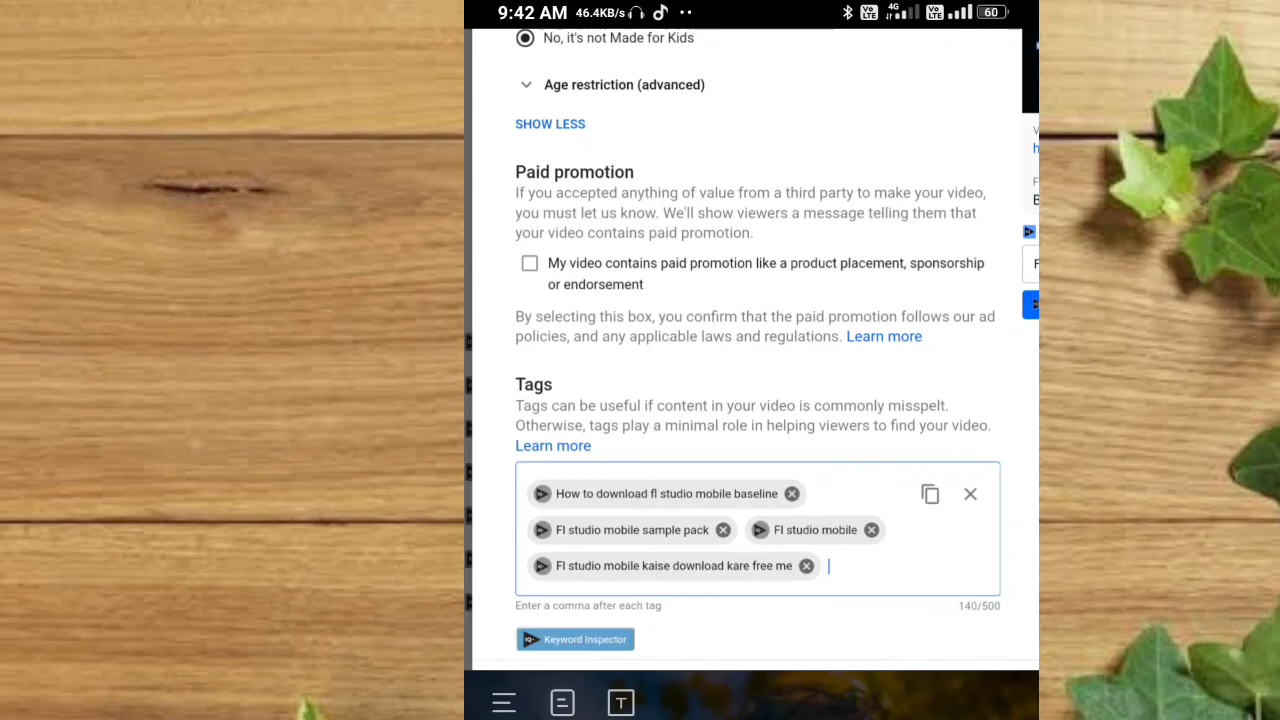 9:42 AM 46.4KB/s 4G 60
No, it's not Made for Kids
Age restriction (advanced)
SHOW LESS
Paid promotion
If you accepted anything of value from a third party to make your video,
you must let us know. We'll show viewers a message telling them that
your video contains paid promotion.
My video contains paid promotion like a product placement, sponsorship
or endorsement
By selecting this box, you confirm that the paid promotion follows our ad
policies, and any applicable laws and regulations. Learn more
Tags
Tags can be useful if content in your video is commonly misspelt.
Otherwise, tags play a minimal role in helping viewers to find your video.
Learn more
How to download fl studio mobile baseline
Fl studio mobile sample pack
Fl studio mobile
Fl studio mobile kaise download kare free me
Enter a comma after each tag
140/500
Keyword Inspector